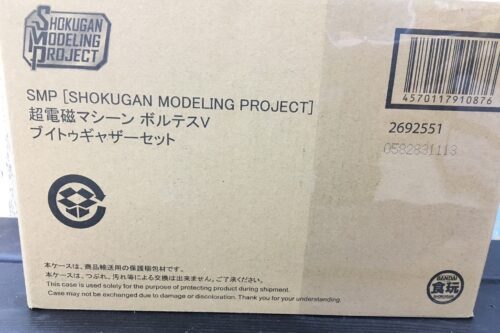 SHOKUGAN
MODELING
PROJECT
SMP [SHOKUGAN MODELING PROJECT]
超電磁マシーン ボルテスV
ブイトゥギャザーセット
4570117910876
2692551
0582831113
本ケースは、商品輸送用の保護梱包材です。
本ケースは、つぶれ、汚れ等による交換は出来ません。ご了承ください。
This case is used solely for the purpose of protecting product during shipment.
Case may not be exchanged due to damage or discoloration. Thank you for your understanding.
BANDAI
食玩
SHOKUGAN